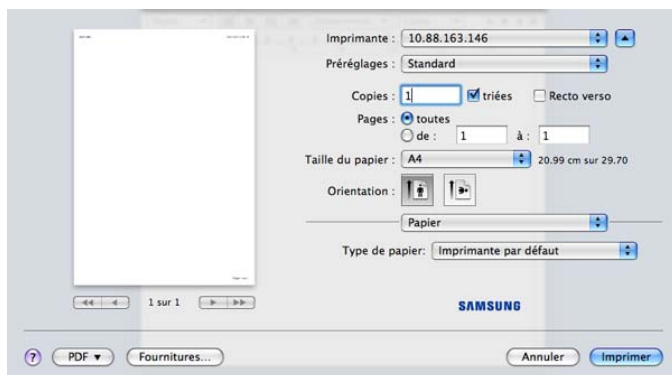 Imprimante : 10.88.163.146
Préréglages : Standard
Copies : 1 triées Recto verso
Pages : toutes
de : 1 à : 1
Taille du papier : A4 20.99 cm sur 29.70
Orientation :
Papier
Type de papier: Imprimante par défaut
1 sur 1
SAMSUNG
? PDF Fournitures... Annuler Imprimer